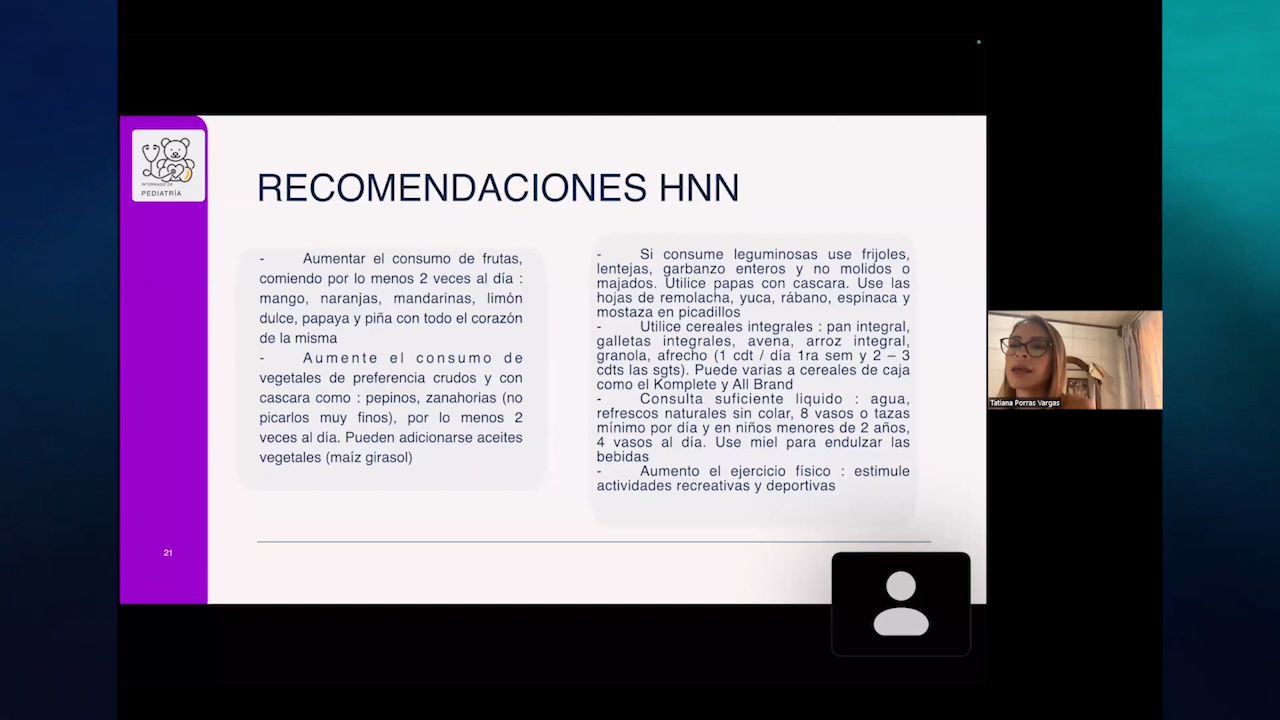 INTERNADO DE
PEDIATRÍA
RECOMENDACIONES HNN
- Aumentar el consumo de frutas,
comiendo por lo menos 2 veces al día :
mango, naranjas, mandarinas, limón
dulce, papaya y piña con todo el corazón
de la misma
- Aumente el consumo de
vegetales de preferencia crudos y con
cascara como : pepinos, zanahorias (no
picarlos muy finos), por lo menos 2
veces al día. Pueden adicionarse aceites
vegetales (maíz girasol)
- Si consume leguminosas use frijoles,
lentejas, garbanzo enteros y no molidos o
majados. Utilice papas con cascara. Use las
hojas de remolacha, yuca, rábano, espinaca y
mostaza en picadillos
- Utilice cereales integrales : pan integral,
galletas integrales, avena, arroz integral,
granola, afrecho (1 cdt / día 1ra sem y 2 – 3
cdts las sgts). Puede varias a cereales de caja
como el Komplete y All Brand
- Consulta suficiente liquido : agua,
refrescos naturales sin colar, 8 vasos o tazas
mínimo por día y en niños menores de 2 años,
4 vasos al día. Use miel para endulzar las
bebidas
- Aumento el ejercicio físico : estimule
actividades recreativas y deportivas
21
Tatiana Porras Vargas